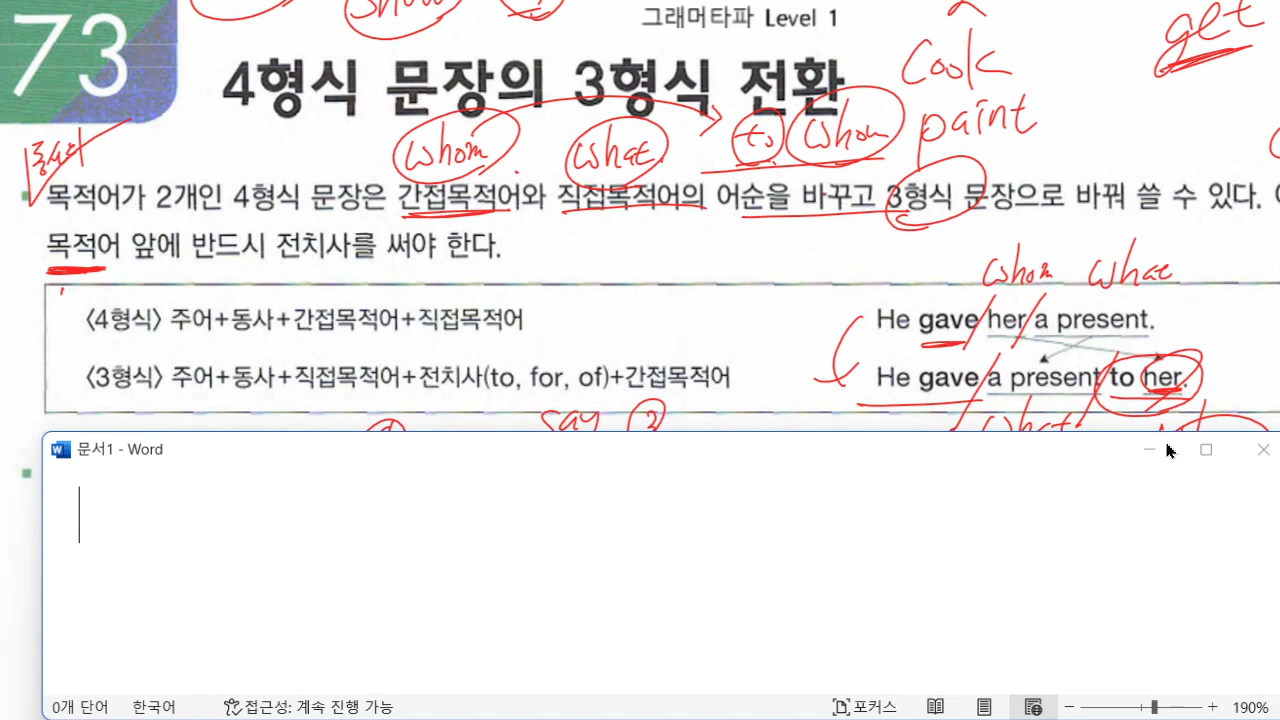 show
73
그래머타파 Level 1
get
4형식 문장의 3형식 전환
cook
paint
whom what to whom
목적어가 2개인 4형식 문장은 간접목적어와 직접목적어의 어순을 바꾸고 3형식 문장으로 바꿔 쓸 수 있다.
목적어 앞에 반드시 전치사를 써야 한다.
whom what
〈4형식〉 주어+동사+간접목적어+직접목적어 He gave her a present.
〈3형식〉 주어+동사+직접목적어+전치사(to, for, of)+간접목적어 He gave a present to her.
say 3 what
문서1 - Word
0개 단어 한국어 접근성: 계속 진행 가능 포커스 190%